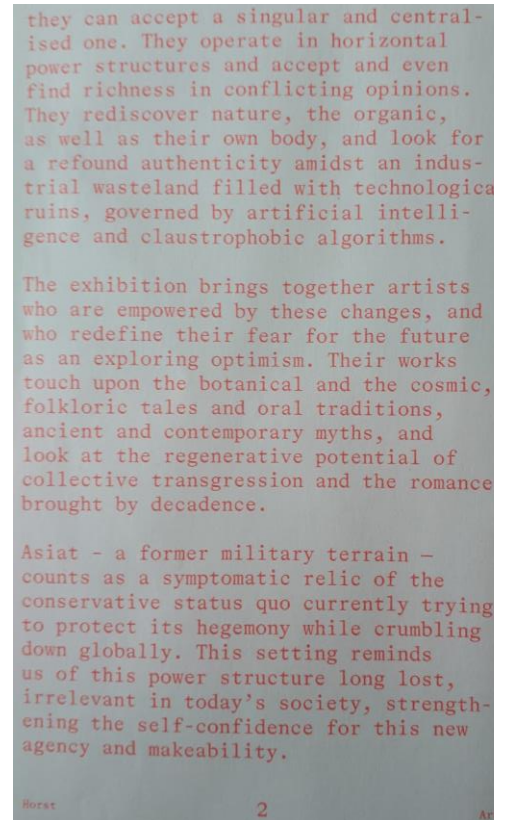 they can accept a singular and central-
ised one. They operate in horizontal
power structures and accept and even
find richness in conflicting opinions.
They rediscover nature, the organic,
as well as their own body, and look for
a refound authenticity amidst an indus-
trial wasteland filled with technologica
ruins, governed by artificial intelli-
gence and claustrophobic algorithms.
The exhibition brings together artists
who are empowered by these changes, and
who redefine their fear for the future
as an exploring optimism. Their works
touch upon the botanical and the cosmic,
folkloric tales and oral traditions,
ancient and contemporary myths, and
look at the regenerative potential of
collective transgression and the romance
brought by decadence.
Asiat - a former military terrain –
counts as a symptomatic relic of the
conservative status quo currently trying
to protect its hegemony while crumbling
down globally. This setting reminds
us of this power structure long lost,
irrelevant in today's society, strength-
ening the self-confidence for this new
agency and makeability.
Horst 2 Ar